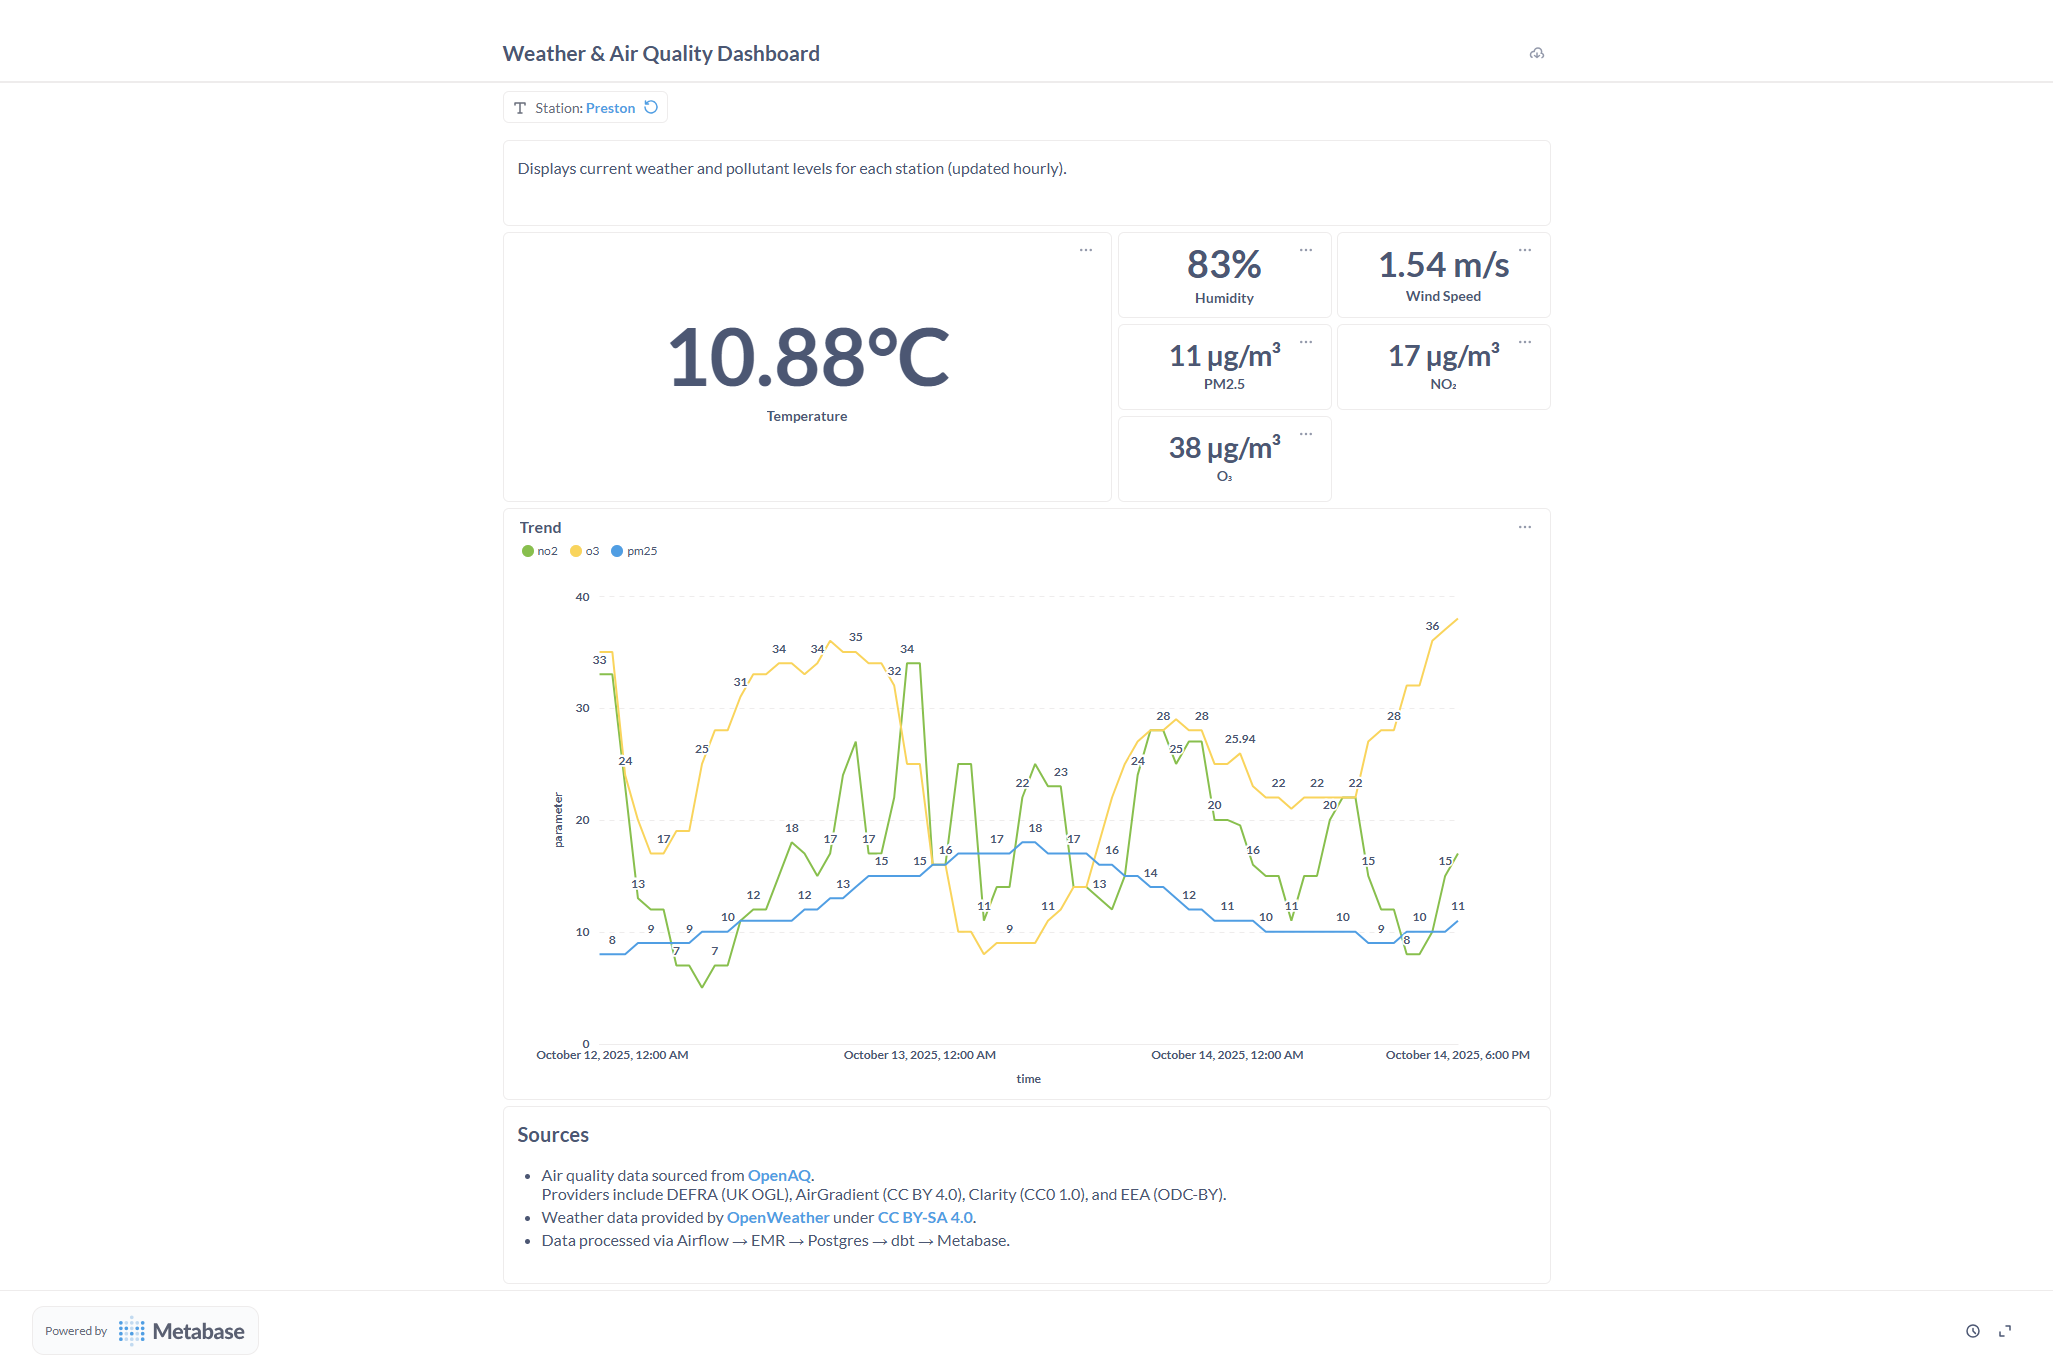 Weather & Air Quality Dashboard
Station: Preston
Displays current weather and pollutant levels for each station (updated hourly).
10.88°C
Temperature
83%
Humidity
1.54 m/s
Wind Speed
11 µg/m³
PM2.5
17 µg/m³
NO₂
38 µg/m³
O₃
Trend
no2 o3 pm25
40
30
20
10
0
parameter
33
24
13
8
9
17
7
9
25
7
10
31
12
34
18
12
34
17
13
35
17
15
32
34
15
16
11
17
9
22
18
11
23
17
13
16
24
14
28
25
12
28
20
11
25.94
16
10
22
11
22
20
10
22
15
9
28
8
10
36
15
11
October 12, 2025, 12:00 AM
October 13, 2025, 12:00 AM
October 14, 2025, 12:00 AM
October 14, 2025, 6:00 PM
time
Sources
• Air quality data sourced from OpenAQ.
Providers include DEFRA (UK OGL), AirGradient (CC BY 4.0), Clarity (CC0 1.0), and EEA (ODC-BY).
• Weather data provided by OpenWeather under CC BY-SA 4.0.
• Data processed via Airflow → EMR → Postgres → dbt → Metabase.
Powered by Metabase